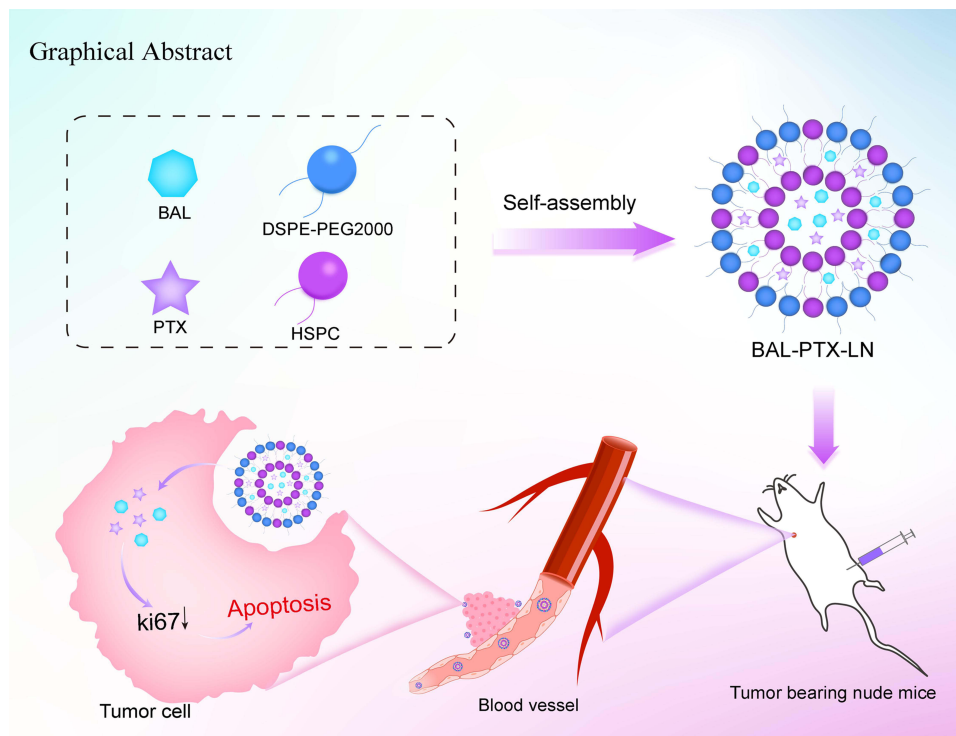 Graphical Abstract
BAL
DSPE-PEG2000
PTX
HSPC
Self-assembly
BAL-PTX-LN
ki67↓
Apoptosis
Tumor cell
Blood vessel
Tumor bearing nude mice